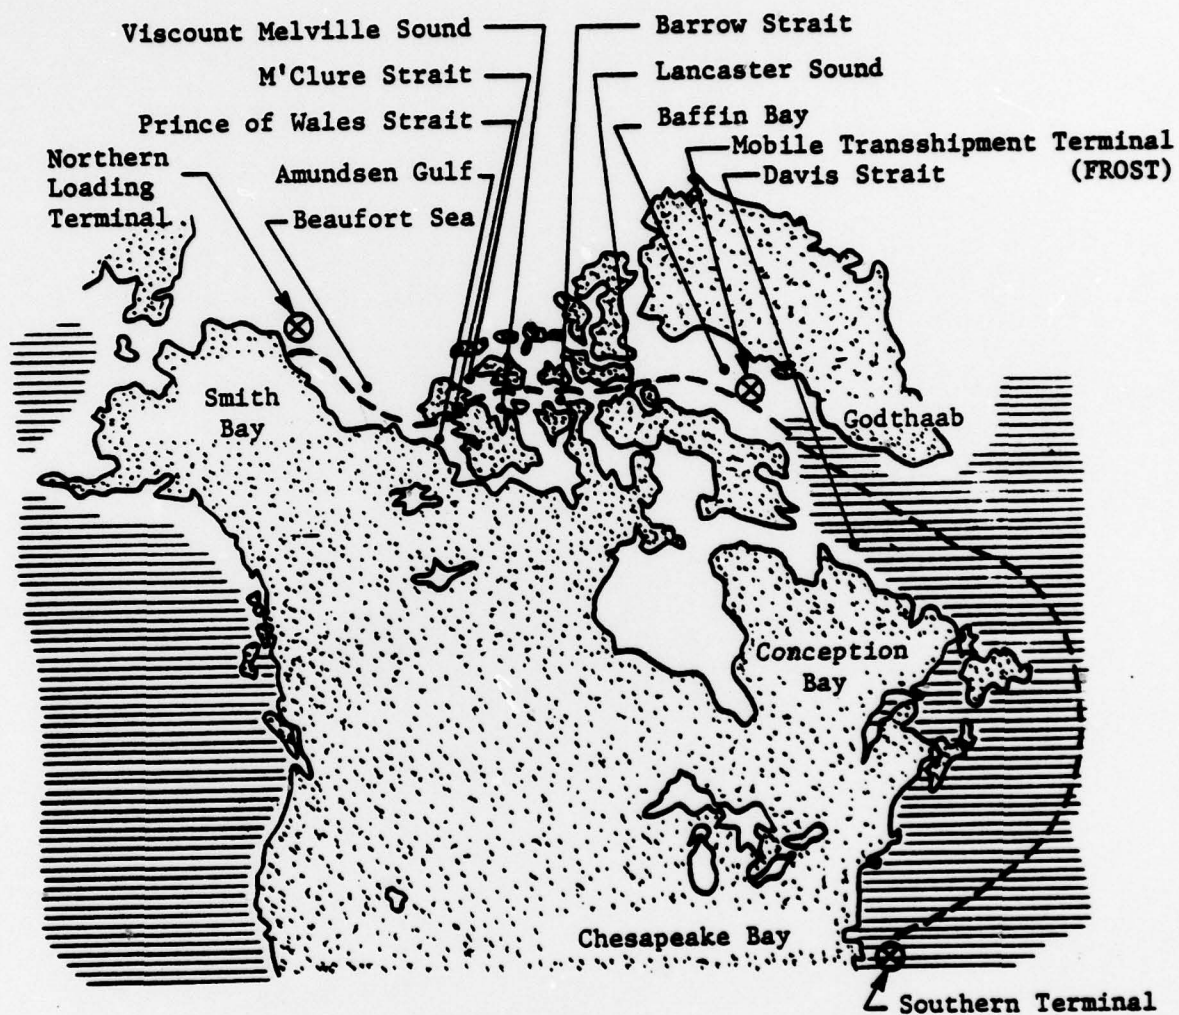 Viscount Melville Sound
Barrow Strait
M'Clure Strait
Lancaster Sound
Prince of Wales Strait
Baffin Bay
Mobile Transshipment Terminal
(FROST)
Northern
Loading
Terminal
Amundsen Gulf
Davis Strait
Beaufort Sea
Smith
Bay
Godthaab
Conception
Bay
Chesapeake Bay
Southern Terminal